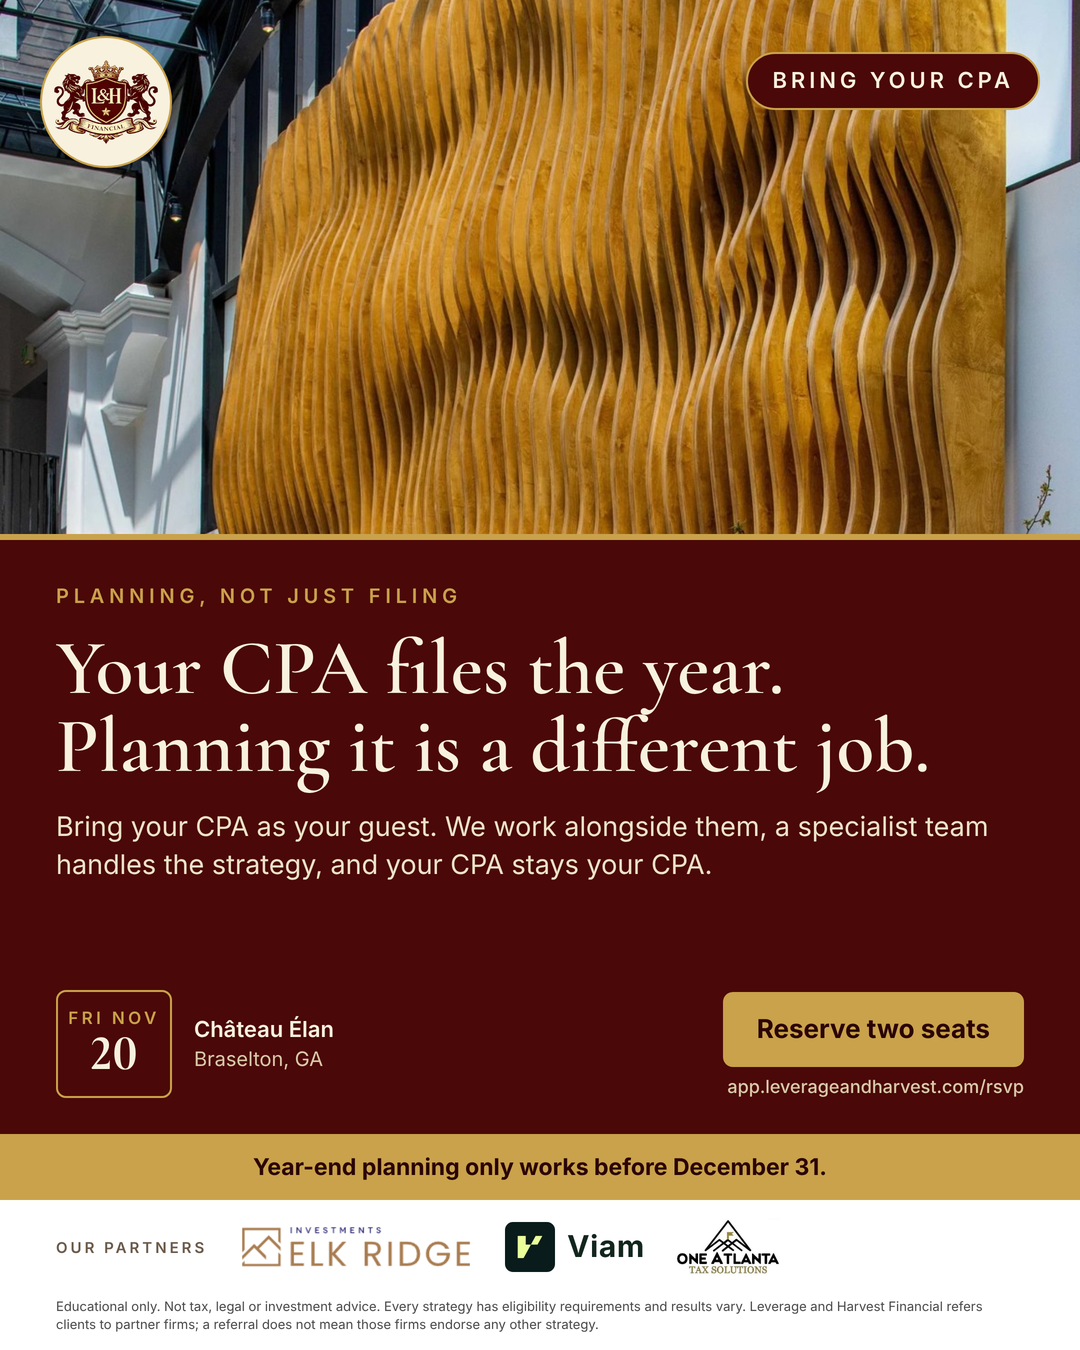 L&H
FINANCIAL
BRING YOUR CPA
PLANNING, NOT JUST FILING
Your CPA files the year.
Planning it is a different job.
Bring your CPA as your guest. We work alongside them, a specialist team
handles the strategy, and your CPA stays your CPA.
FRI NOV
20
Château Élan
Braselton, GA
Reserve two seats
app.leverageandharvest.com/rsvp
Year-end planning only works before December 31.
OUR PARTNERS
INVESTMENTS
ELK RIDGE
Viam
ONE ATLANTA
TAX SOLUTIONS
Educational only. Not tax, legal or investment advice. Every strategy has eligibility requirements and results vary. Leverage and Harvest Financial refers
clients to partner firms; a referral does not mean those firms endorse any other strategy.